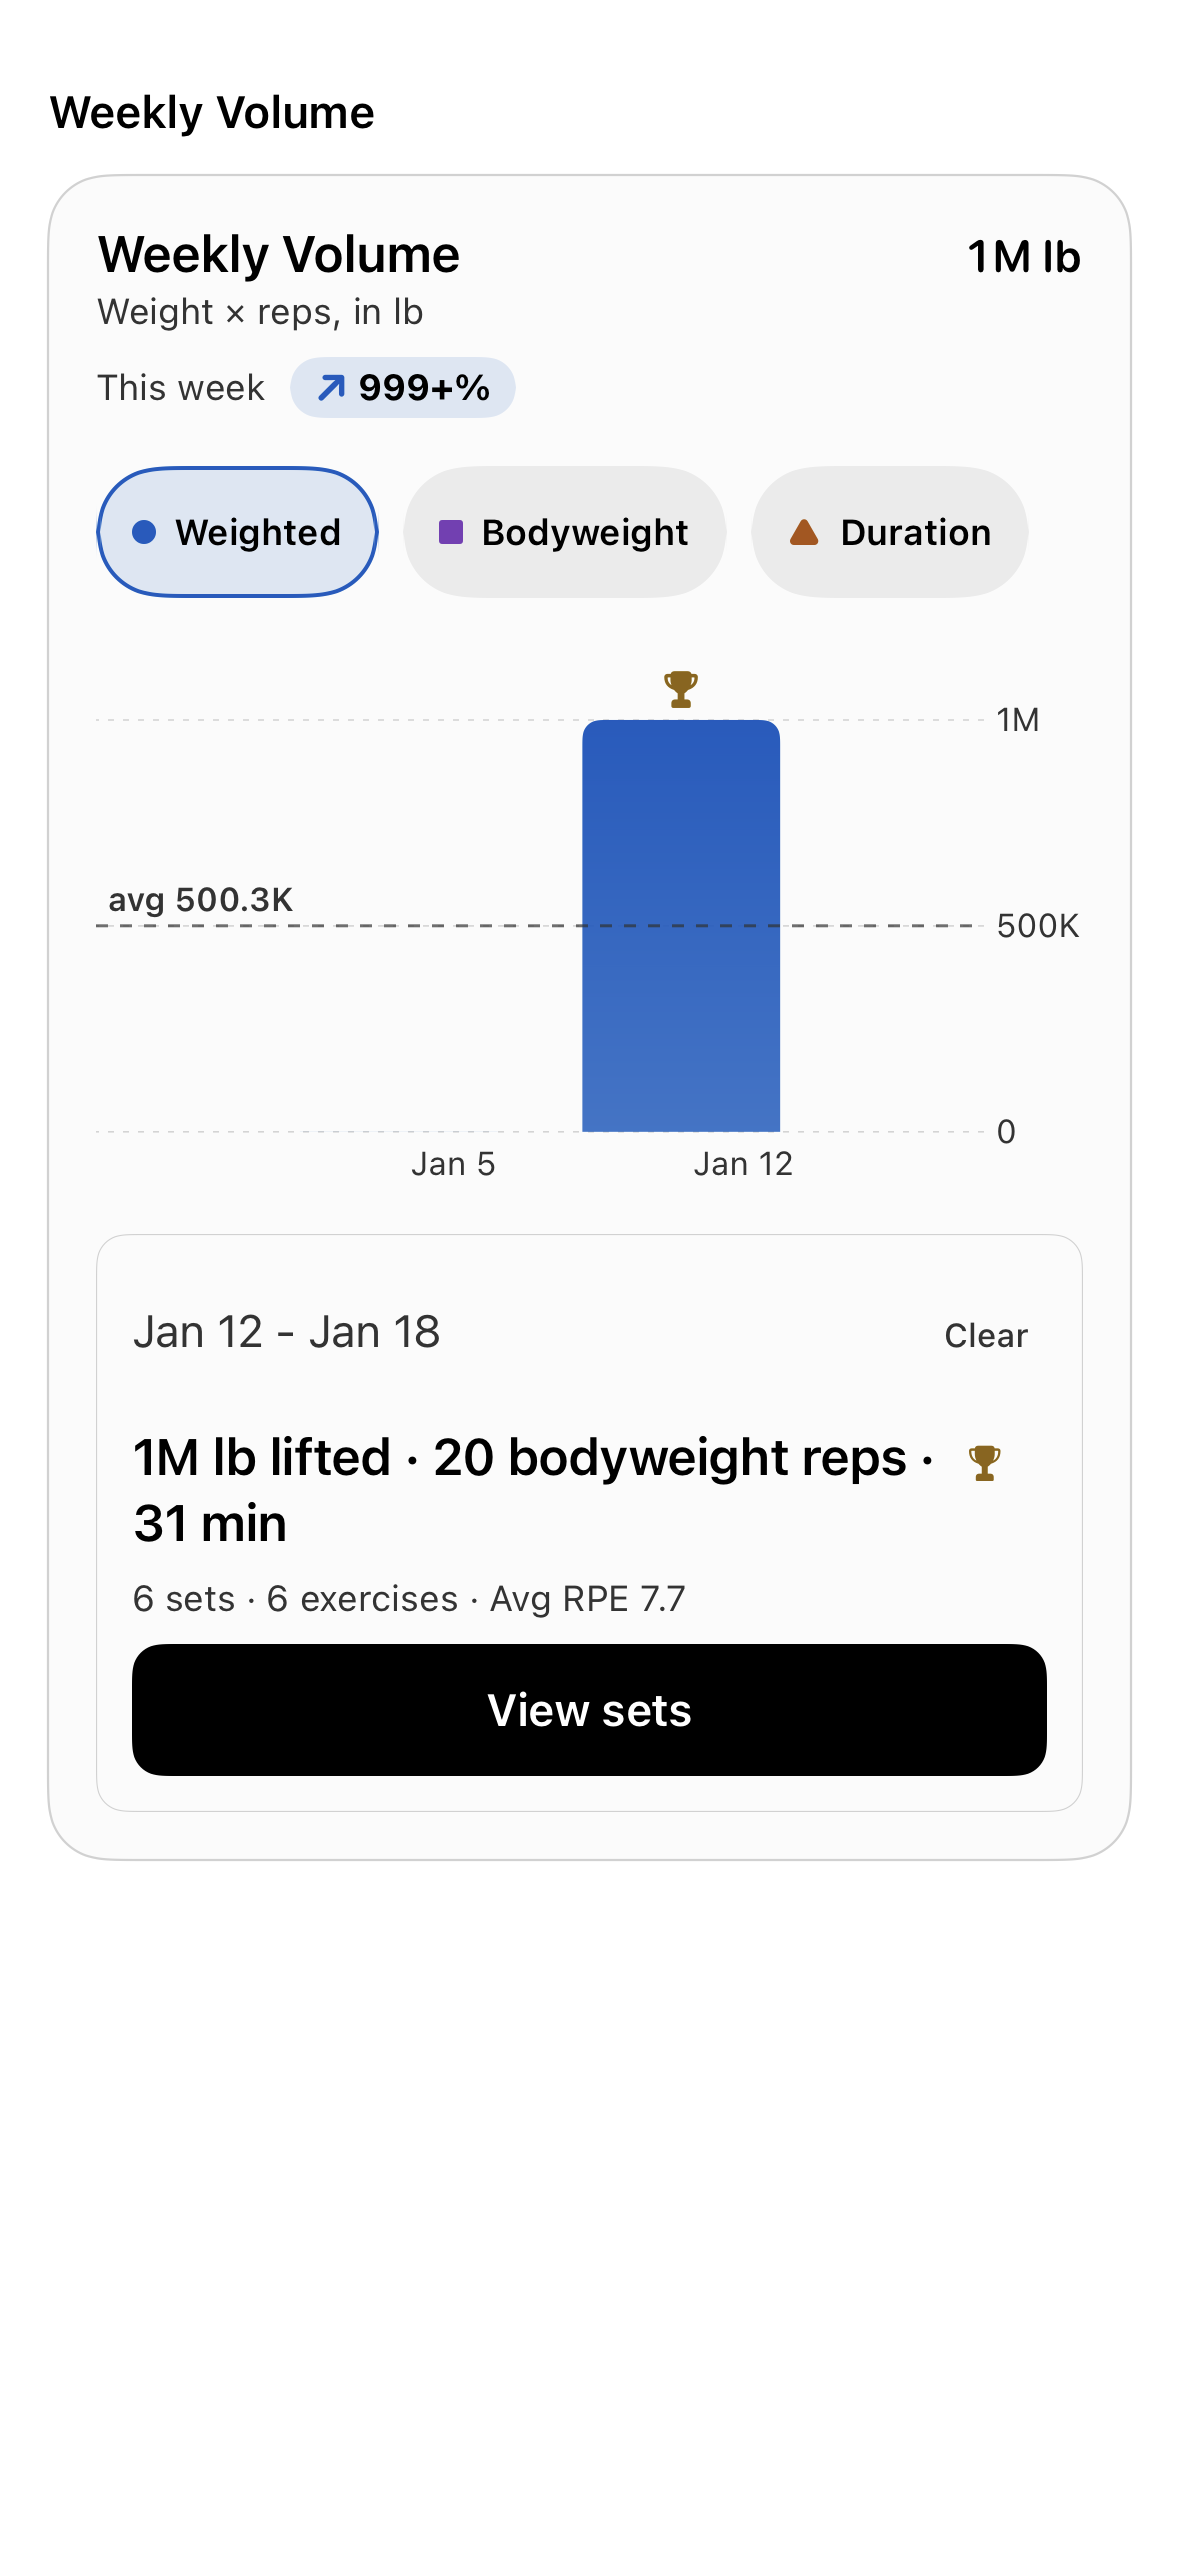 Weekly Volume
Weekly Volume
1M lb
Weight × reps, in lb
This week
999+%
Weighted
Bodyweight
Duration
1M
avg 500.3K
500K
0
Jan 5
Jan 12
Jan 12 - Jan 18
Clear
1M lb lifted · 20 bodyweight reps ·
31 min
6 sets · 6 exercises · Avg RPE 7.7
View sets